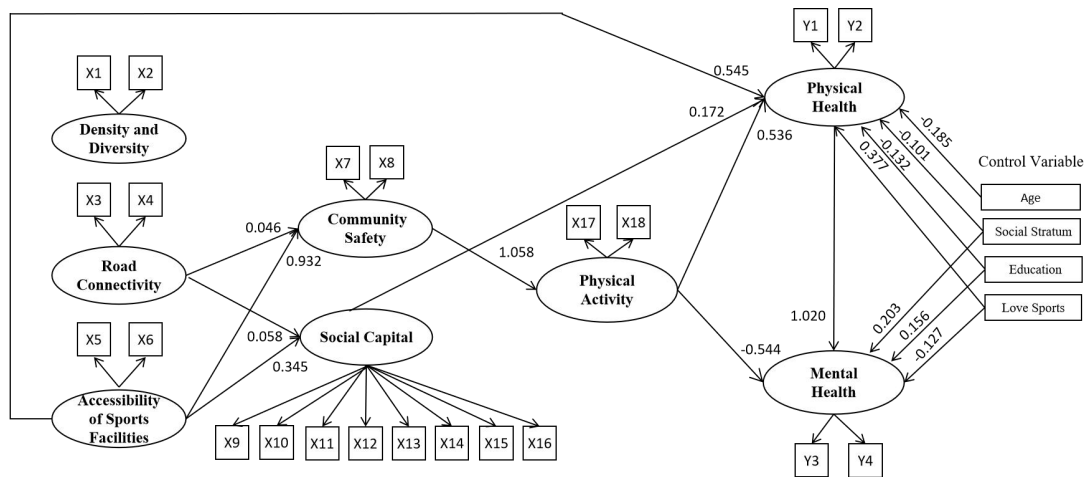 Y1
Y2
X1
X2
0.545
Physical
Health
0.172
Density and
Diversity
0.536
-0.185
-0.101
-0.132
0.377
Control Variable
X7
X8
Age
X3
X4
Community
Safety
X17
X18
0.046
Social Stratum
0.932
1.058
Road
Connectivity
Physical
Activity
Education
Love Sports
X5
X6
0.058
Social Capital
1.020
0.203
0.156
-0.127
0.345
-0.544
Mental
Health
Accessibility
of Sports
Facilities
X9
X10
X11
X12
X13
X14
X15
X16
Y3
Y4